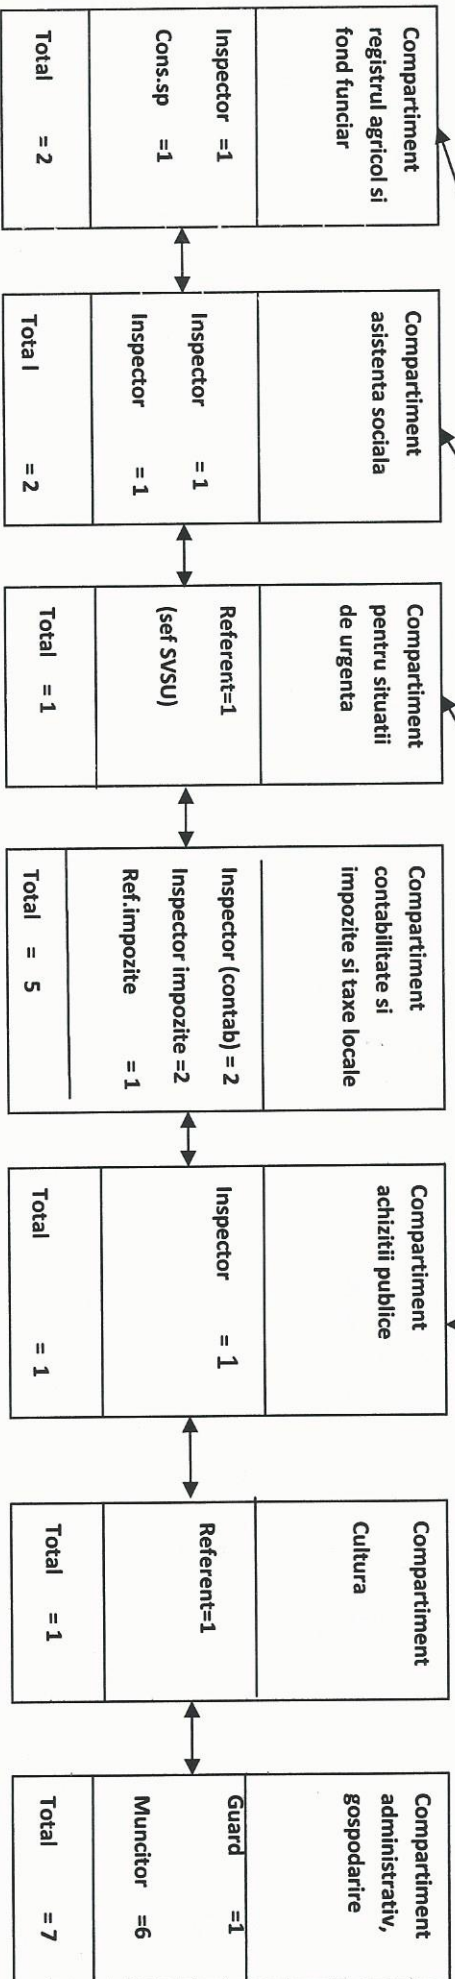 Compartiment
registrul agricol si
fond funciar
Inspector =1
Cons.sp =1
Total = 2
Compartiment
asistenta sociala
Inspector = 1
Inspector = 1
Total = 2
Compartiment
pentru situatii
de urgenta
Referent=1
(sef SVSU)
Total = 1
Compartiment
contabilitate si
impozite si taxe locale
Inspector (contab) = 2
Inspector impozite =2
Ref.impozite = 1
Total = 5
Compartiment
achizitii publice
Inspector = 1
Total = 1
Compartiment
Cultura
Referent=1
Total = 1
Compartiment
administrativ,
gospodarire
Guard =1
Muncitor =6
Total = 7